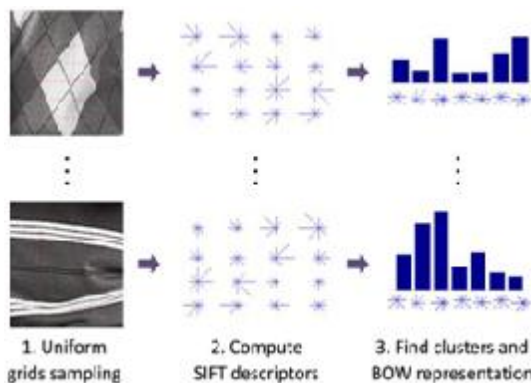 1. Uniform
grids sampling
2. Compute
SIFT descriptors
3. Find clusters and
BOW representation